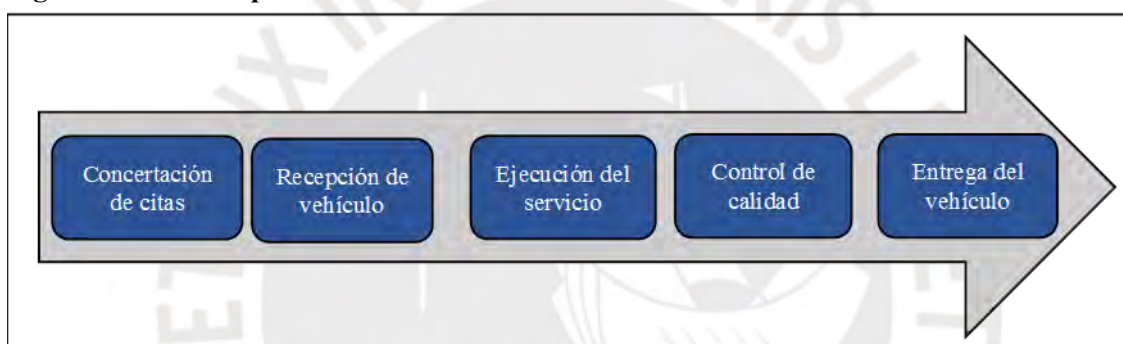 Concertación
de citas
Recepción de
vehículo
Ejecución del
servicio
Control de
calidad
Entrega del
vehículo